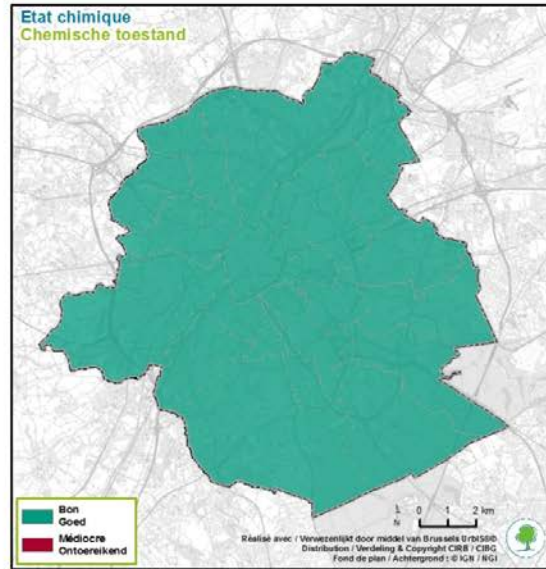 Etat chimique
Chemische toestand
Bon
Goed
Médiocre
Ontoereikend
N
0 1 2 km
Réalisé avec / Verwezenlijkt door middel van Brussels UrbIS®©
Distribution / Verdeling & Copyright CIRB / CIBG
Fond de plan / Achtergrond : © IGN / NGI